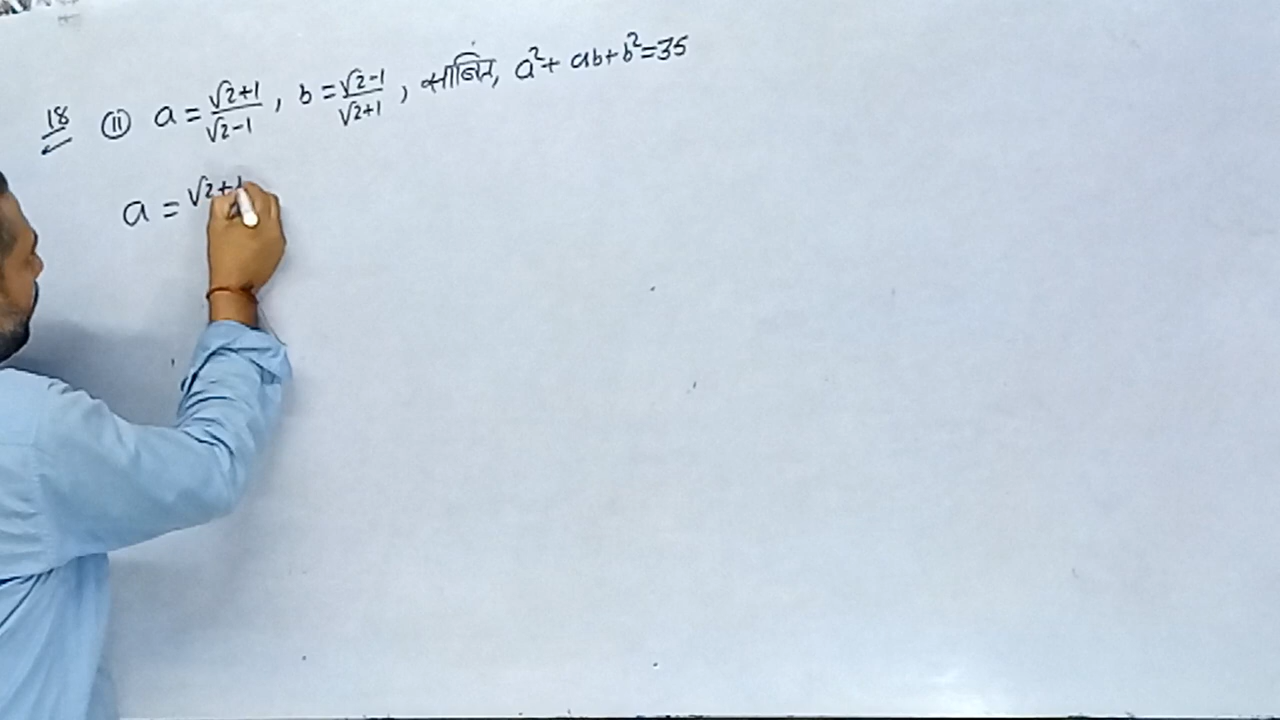 18 (ii) a = √2+1/√2-1, b = √2-1/√2+1, साबित, a²+ ab+b²=35
a = √2+1